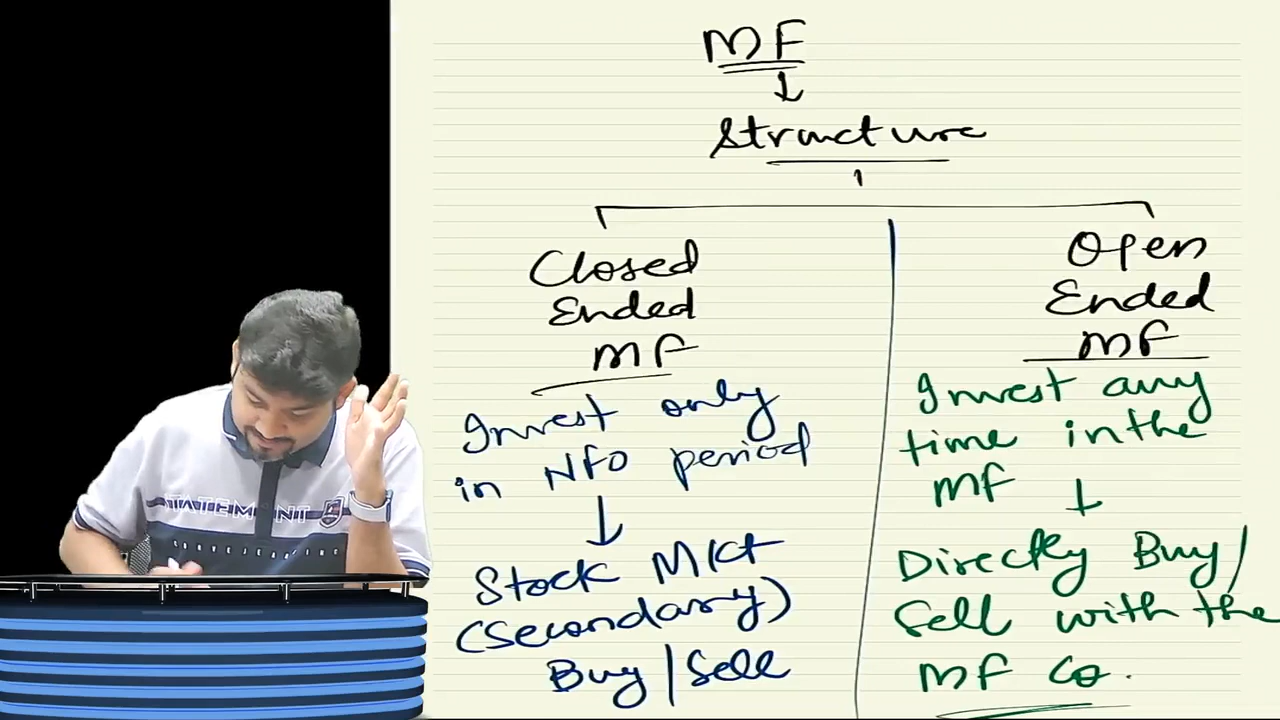 MF
Structure
Closed
Ended
MF
Invest only
in NFO period
Stock Mkt
(Secondary)
Buy/Sell
Open
Ended
MF
Invest any
time in the
MF
Directly Buy/
Sell with the
MF Co.
STATEMENT